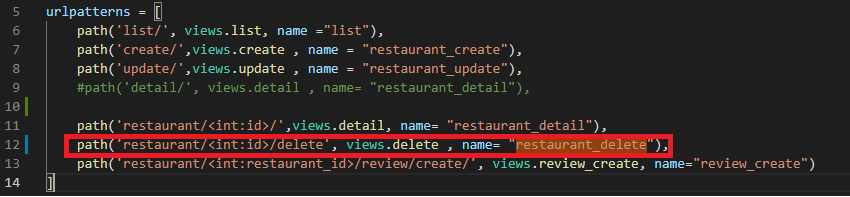 5 urlpatterns = [
6 path('list/', views.list, name ="list"),
7 path('create/',views.create , name = "restaurant_create"),
8 path('update/',views.update , name = "restaurant_update"),
9 #path('detail/', views.detail , name= "restaurant_detail"),
10
11 path('restaurant/<int:id>/',views.detail, name= "restaurant_detail"),
12 path('restaurant/<int:id>/delete', views.delete , name= "restaurant_delete"),
13 path('restaurant/<int:restaurant_id>/review/create/', views.review_create, name="review_create")
14 ]